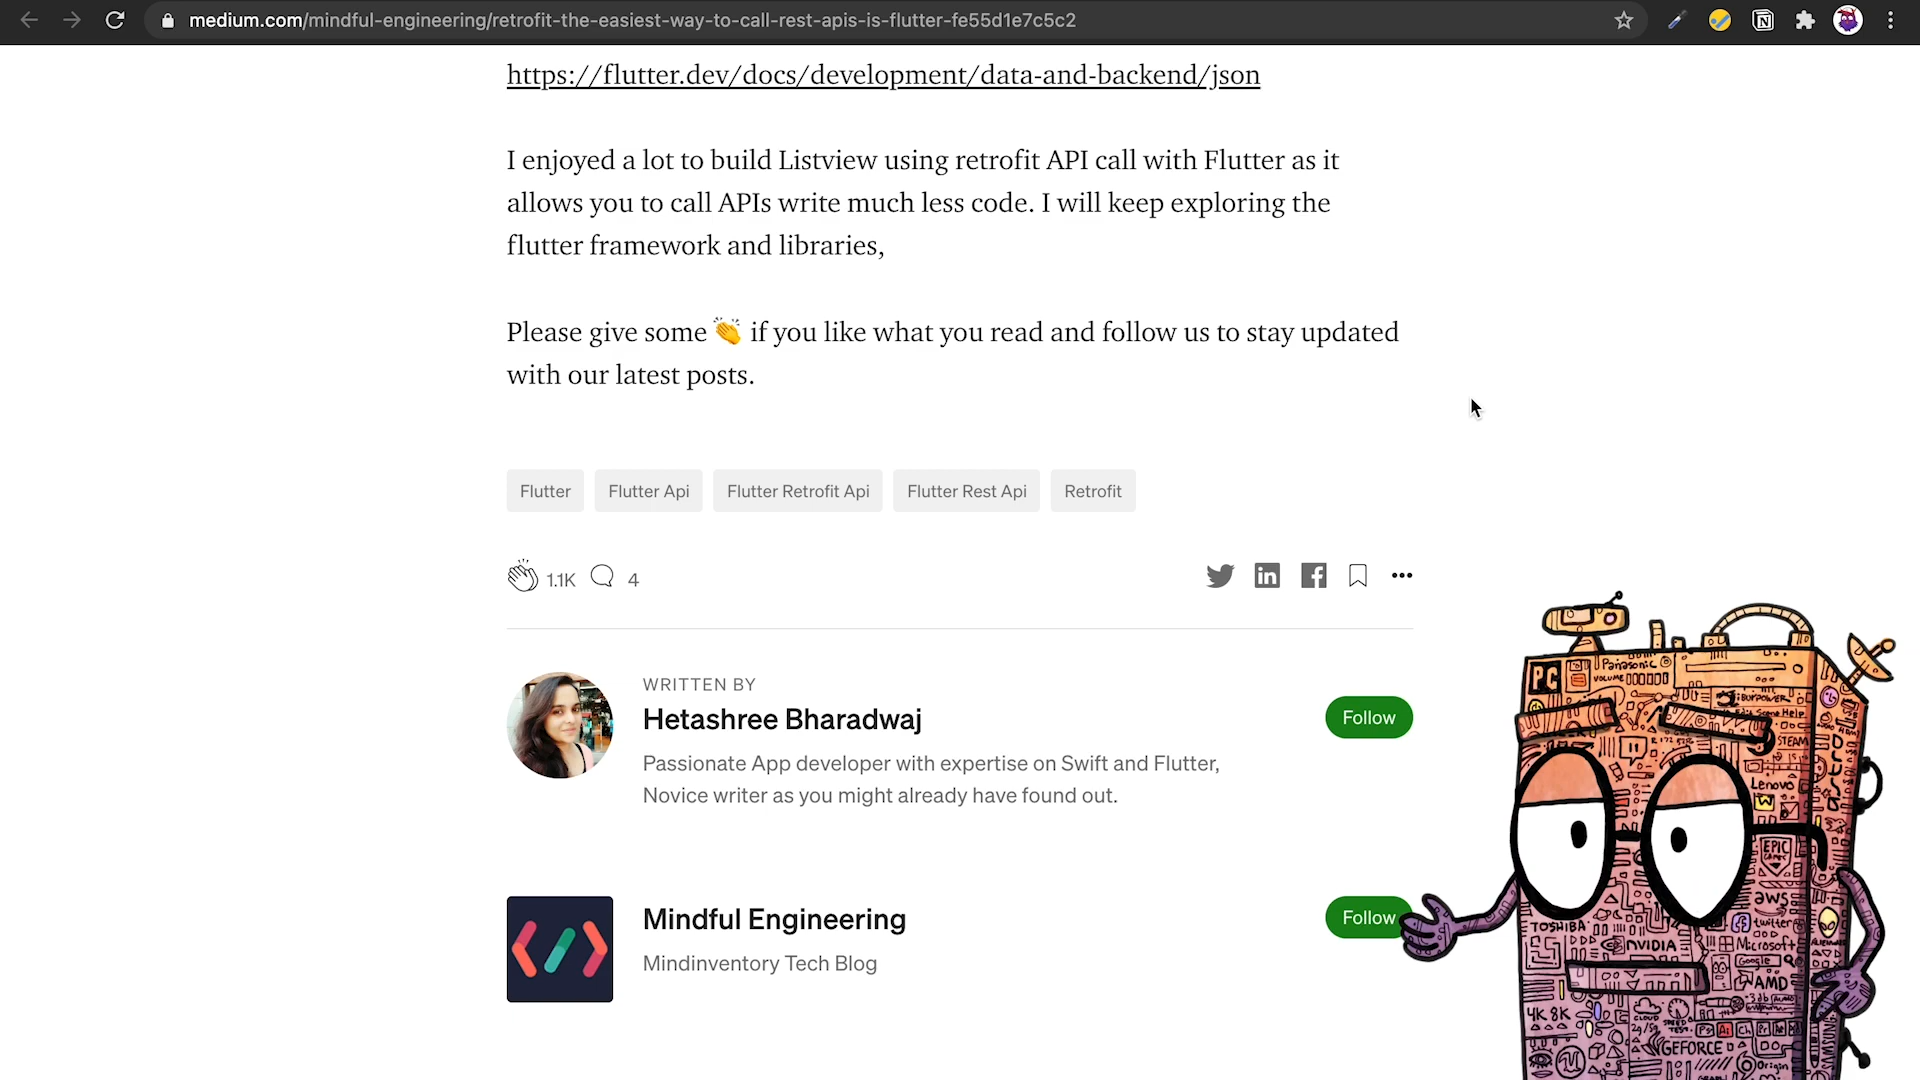 medium.com/mindful-engineering/retrofit-the-easiest-way-to-call-rest-apis-is-flutter-fe55d1e7c5c2
https://flutter.dev/docs/development/data-and-backend/json
I enjoyed a lot to build Listview using retrofit API call with Flutter as it
allows you to call APIs write much less code. I will keep exploring the
flutter framework and libraries,
Please give some 👏 if you like what you read and follow us to stay updated
with our latest posts.
Flutter
Flutter Api
Flutter Retrofit Api
Flutter Rest Api
Retrofit
1.1K
4
WRITTEN BY
Hetashree Bharadwaj
Follow
Passionate App developer with expertise on Swift and Flutter,
Novice writer as you might already have found out.
Mindful Engineering
Follow
Mindinventory Tech Blog
PC
Panasonic
VOLUME
STEAM
Lenovo
EPIC
GAMES
aws
twitter
TOSHIBA
NVIDIA
Microsoft
Google
AMD
4K 8K
CLOUD
GEFORCE
Origin